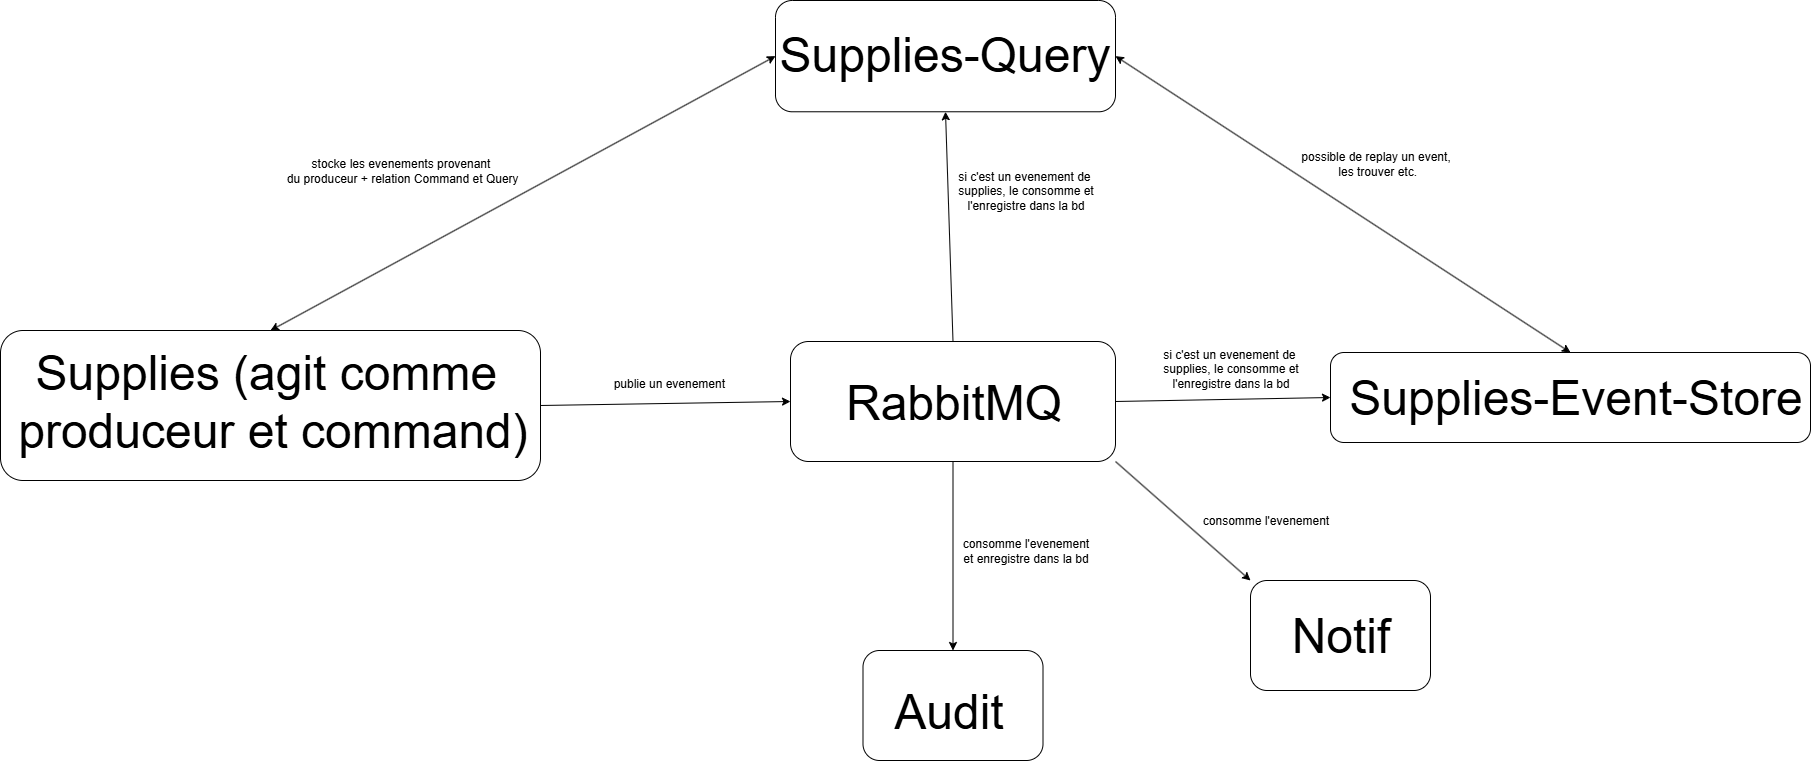 Supplies-Query
stocke les evenements provenant
du produceur + relation Command et Query
si c'est un evenement de
supplies, le consomme et
l'enregistre dans la bd
possible de replay un event,
les trouver etc.
Supplies (agit comme
produceur et command)
publie un evenement
RabbitMQ
si c'est un evenement de
supplies, le consomme et
l'enregistre dans la bd
Supplies-Event-Store
consomme l'evenement
et enregistre dans la bd
consomme l'evenement
Notif
Audit